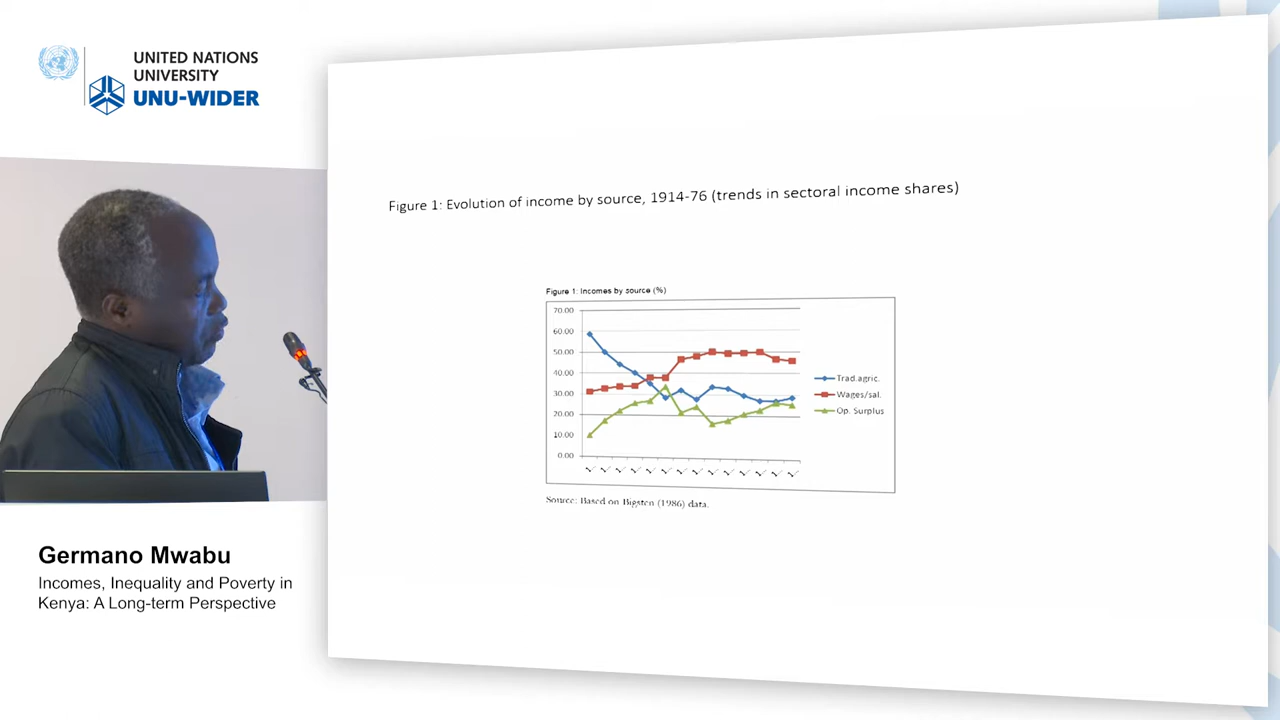 UNITED NATIONS
UNIVERSITY
UNU-WIDER
Figure 1: Evolution of income by source, 1914-76 (trends in sectoral income shares)
Figure 1: Incomes by source (%)
70.00
60.00
50.00
40.00
30.00
20.00
10.00
0.00
Trad.agric.
Wages/sal.
Op. Surplus
Source: Based on Bigsten (1986) data.
Germano Mwabu
Incomes, Inequality and Poverty in
Kenya: A Long-term Perspective